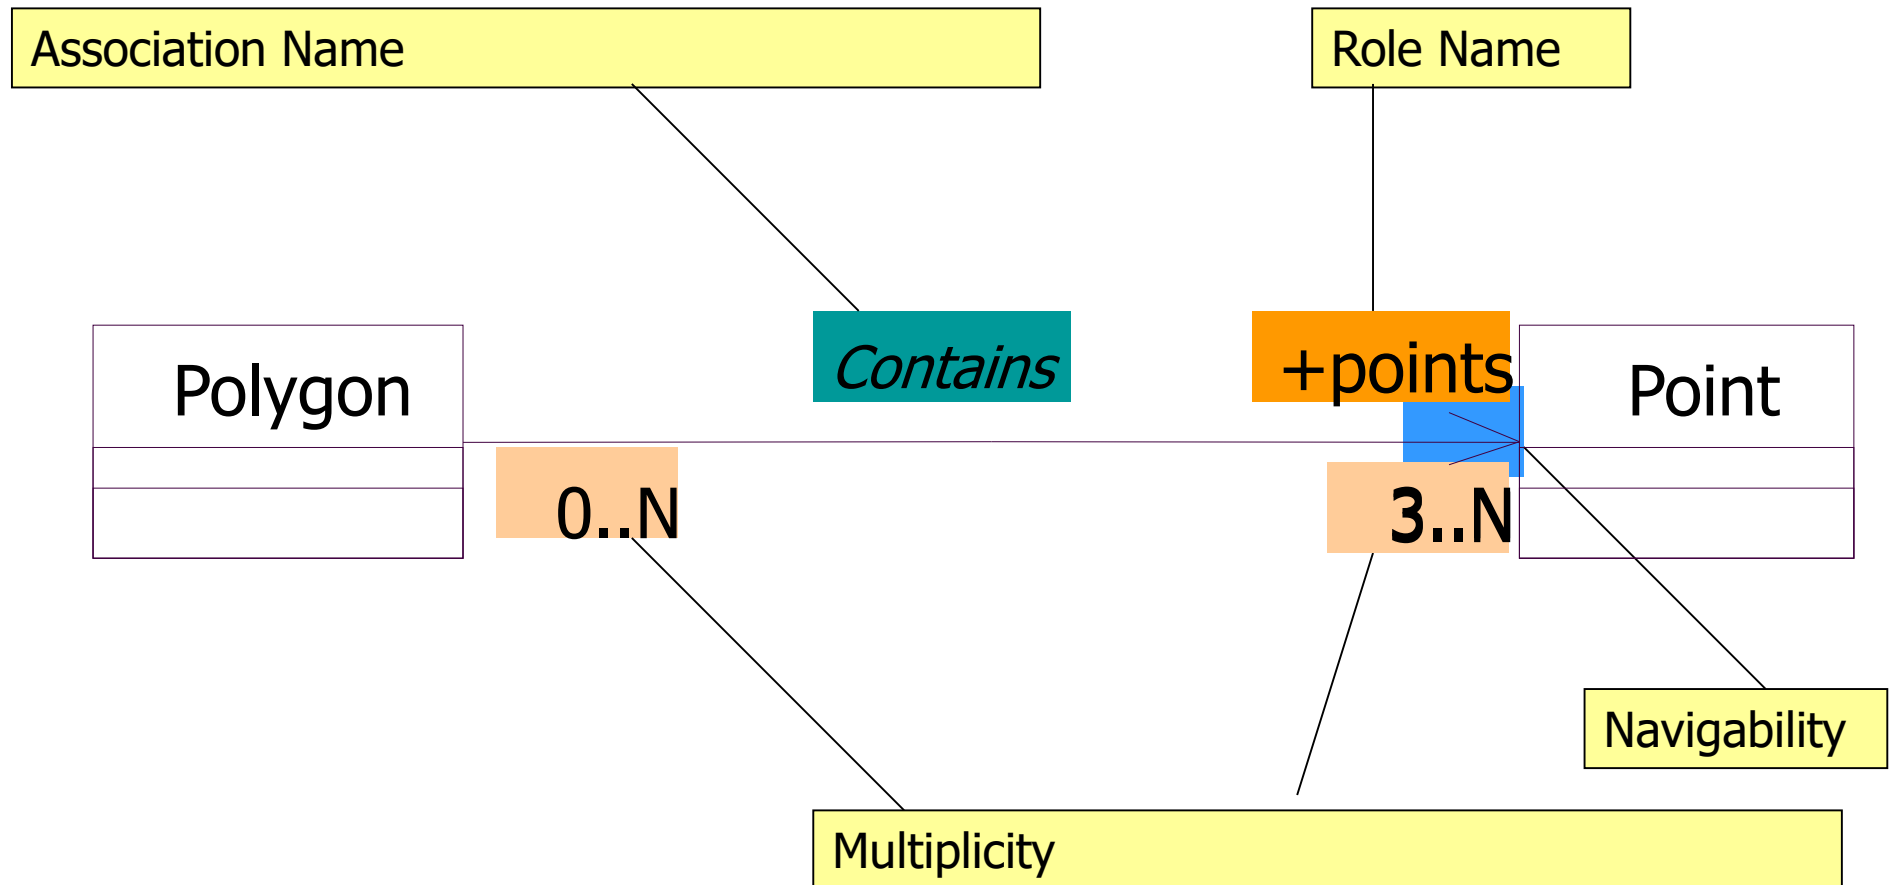 Association Name
Role Name
Polygon
Contains
+points
Point
0..N
3..N
Navigability
Multiplicity